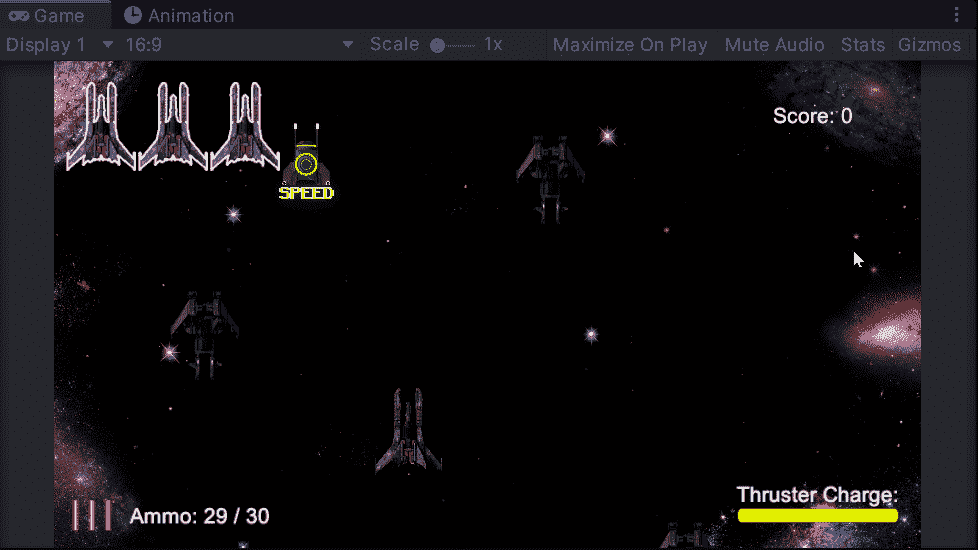 Game Animation
Display 1 16:9 Scale 1x Maximize On Play Mute Audio Stats Gizmos
Score: 0
SPEED
Thruster Charge:
Ammo: 29 / 30